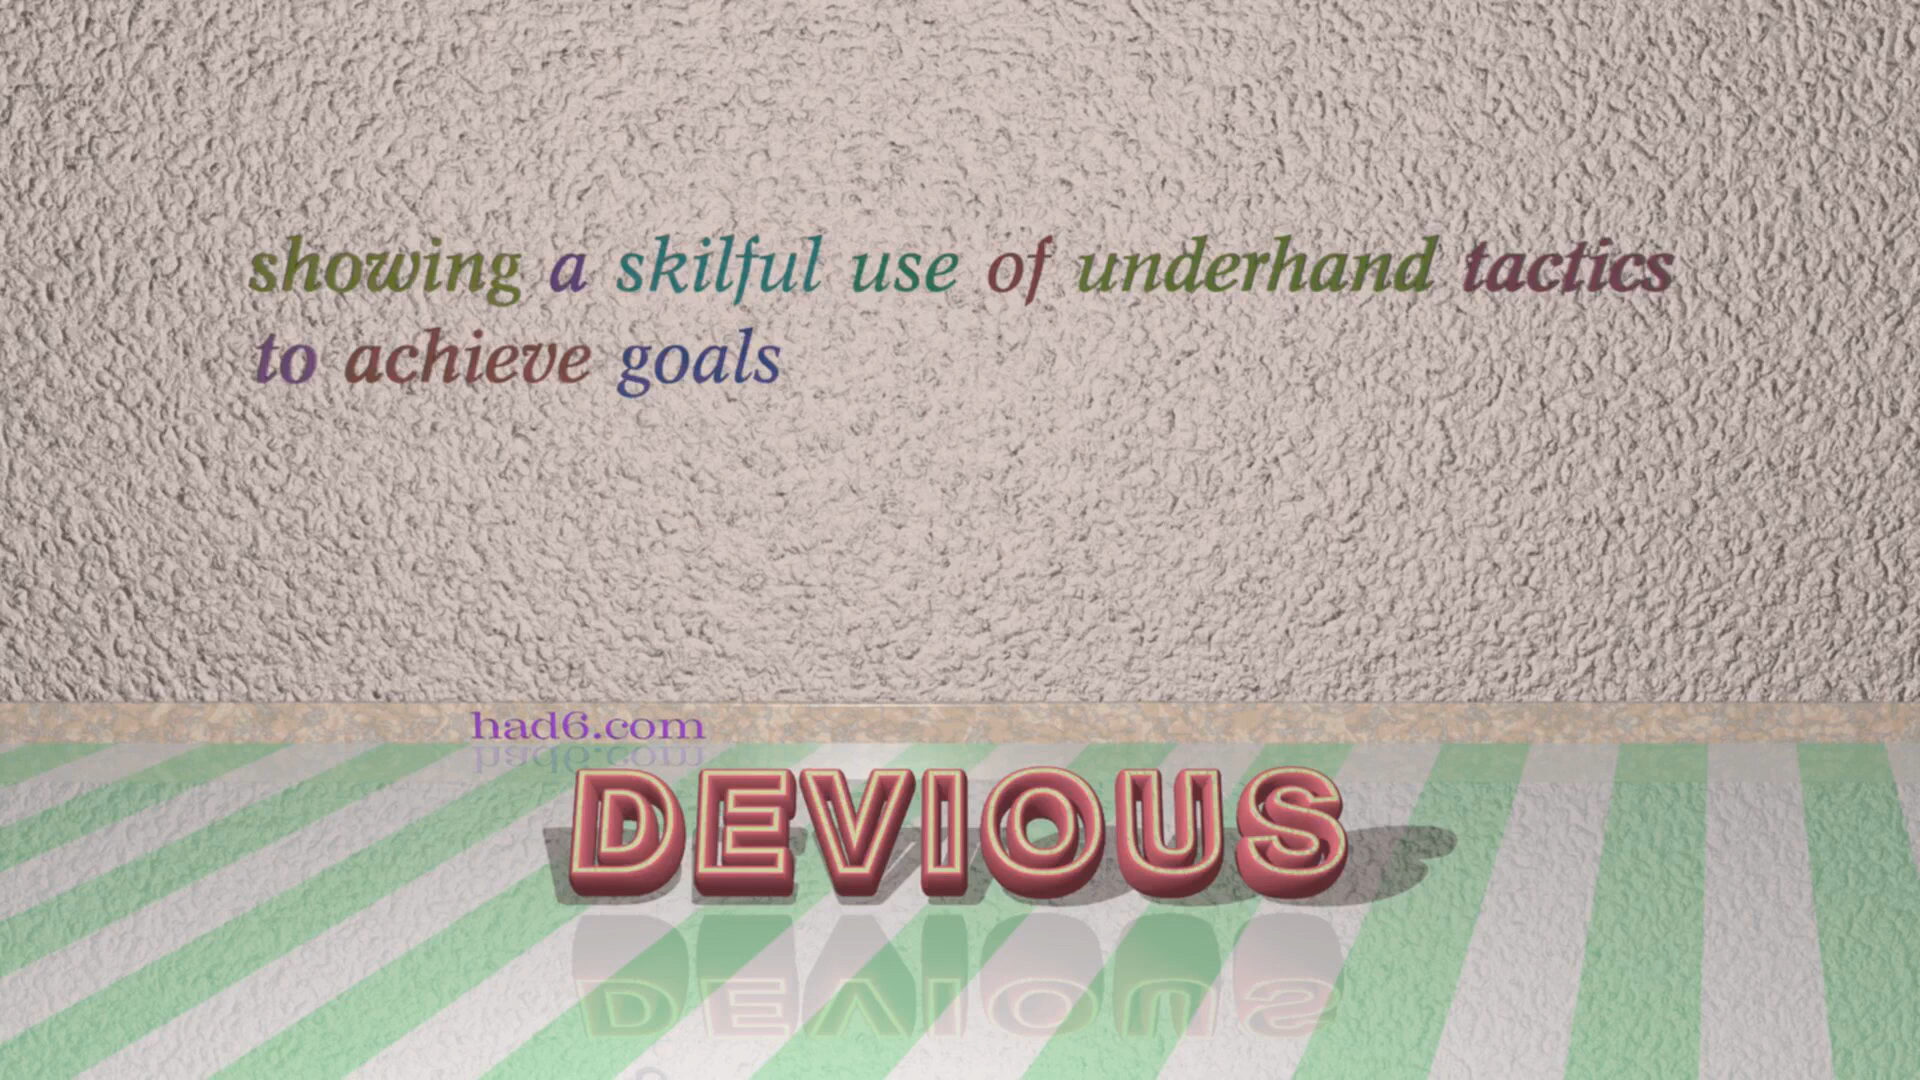 showing a skilful use of underhand tactics
to achieve goals
had6.com
DEVIOUS